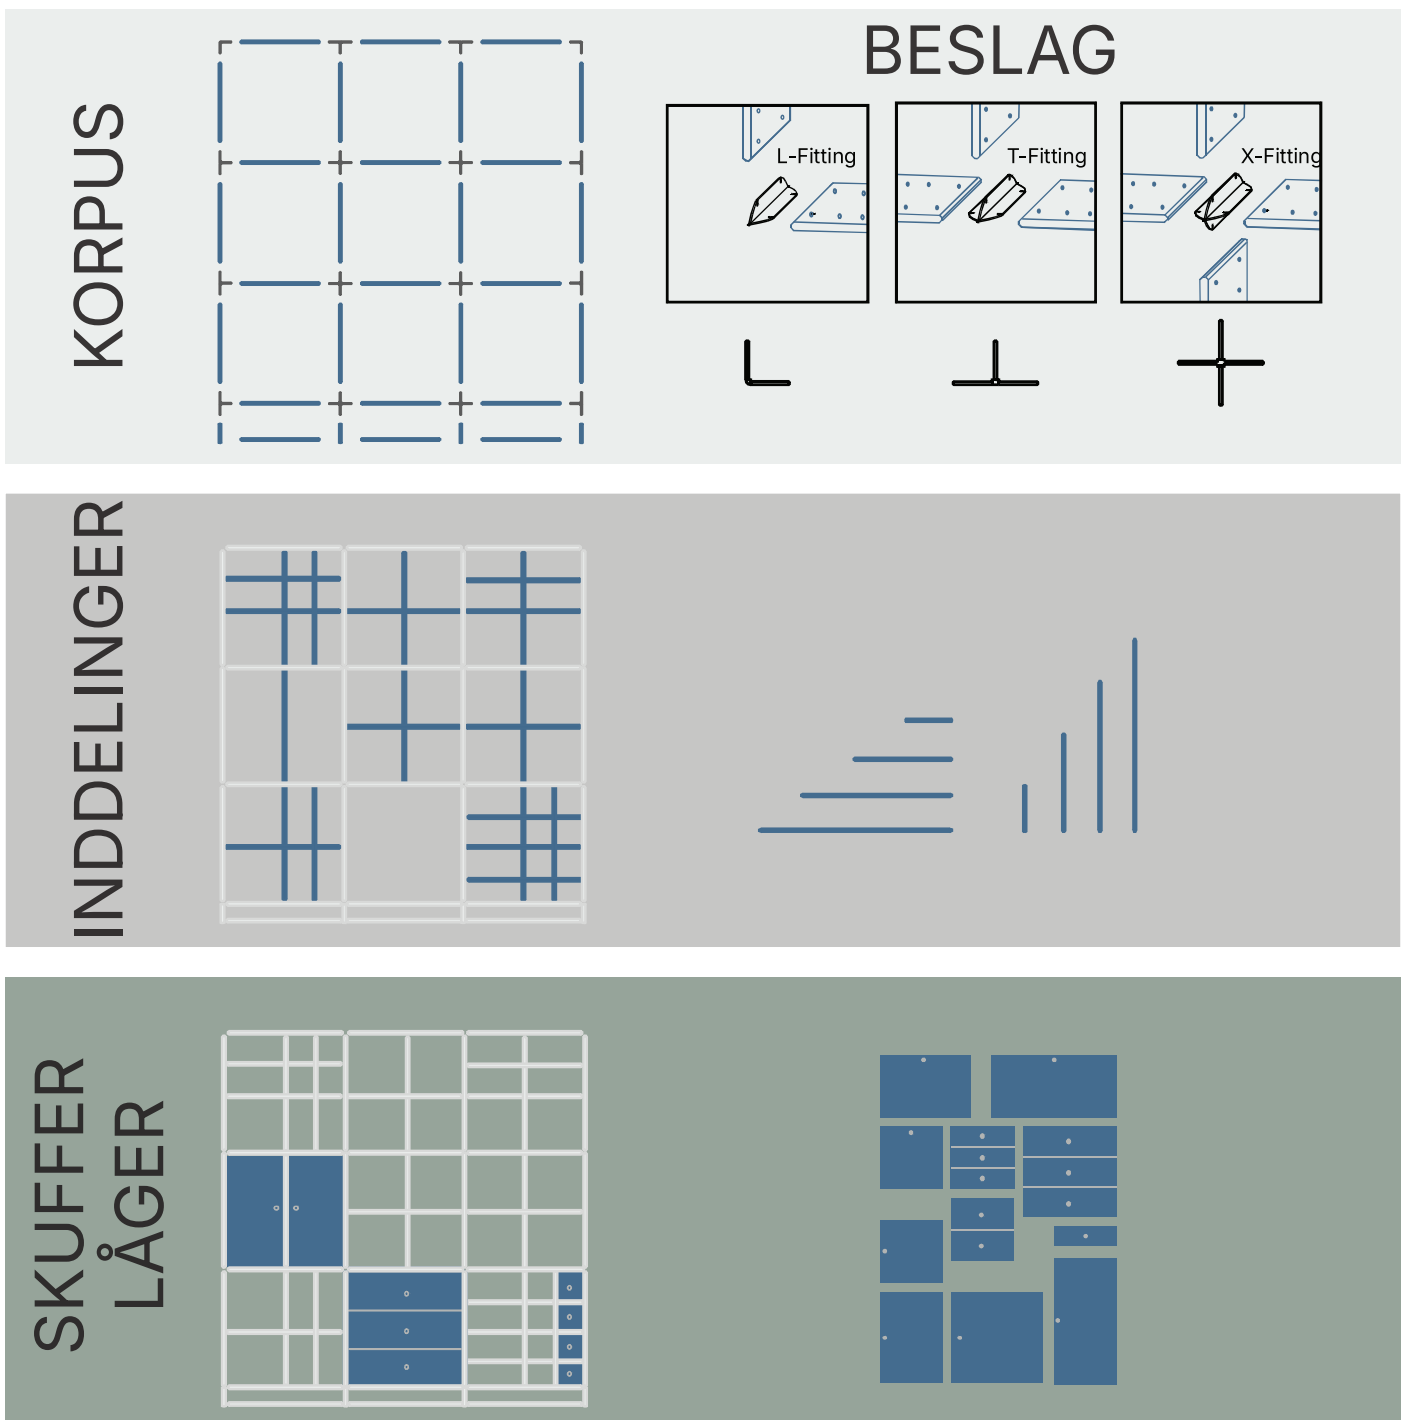 KORPUS
BESLAG
L-Fitting
T-Fitting
X-Fitting
INDDELINGER
SKUFFER
LÅGER